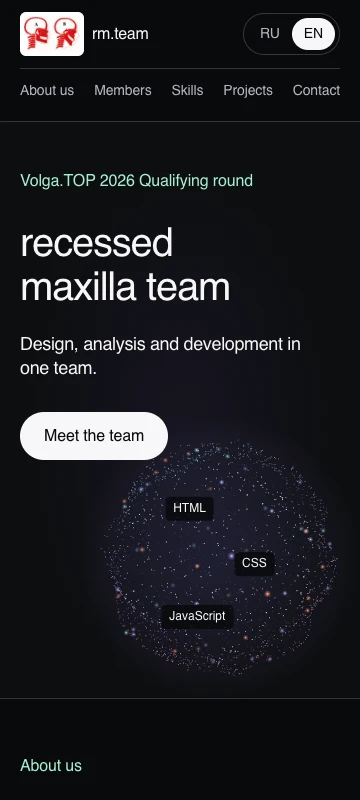 rm.team
RU
EN
About us
Members
Skills
Projects
Contact
Volga.TOP 2026 Qualifying round
recessed
maxilla team
Design, analysis and development in
one team.
Meet the team
HTML
CSS
JavaScript
About us